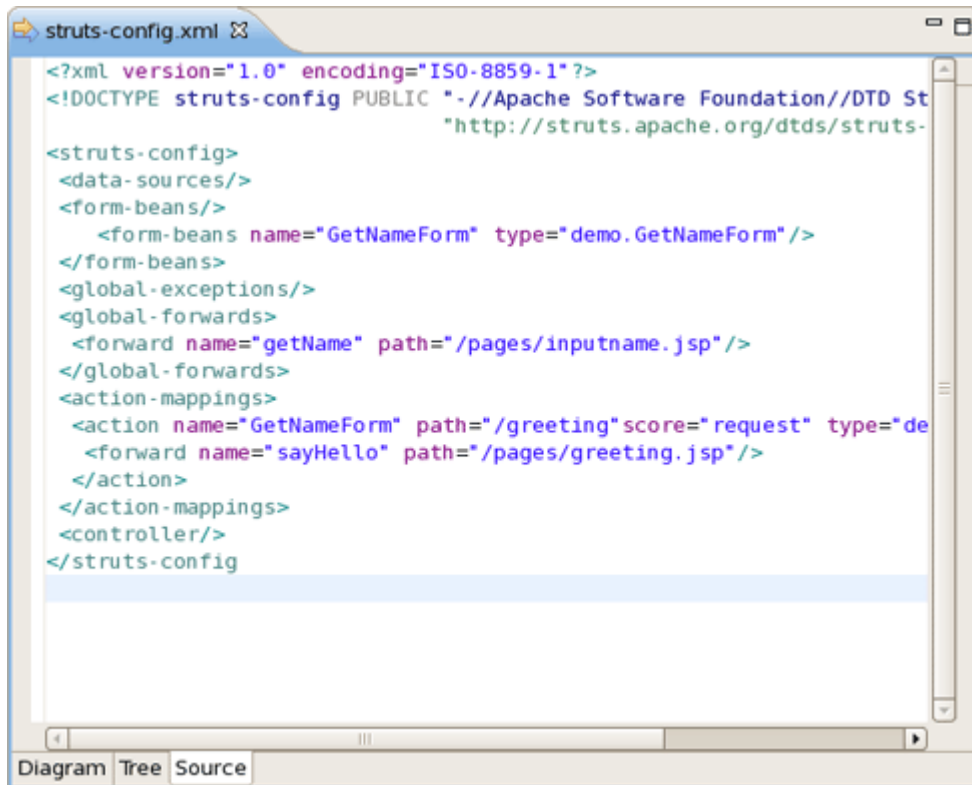 struts-config.xml
<?xml version="1.0" encoding="ISO-8859-1"?>
<!DOCTYPE struts-config PUBLIC "-//Apache Software Foundation//DTD St
"http://struts.apache.org/dtds/struts-
<struts-config>
<data-sources/>
<form-beans/>
<form-beans name="GetNameForm" type="demo.GetNameForm"/>
</form-beans>
<global-exceptions/>
<global-forwards>
<forward name="getName" path="/pages/inputname.jsp"/>
</global-forwards>
<action-mappings>
<action name="GetNameForm" path="/greeting"score="request" type="de
<forward name="sayHello" path="/pages/greeting.jsp"/>
</action>
</action-mappings>
<controller/>
</struts-config
Diagram Tree Source